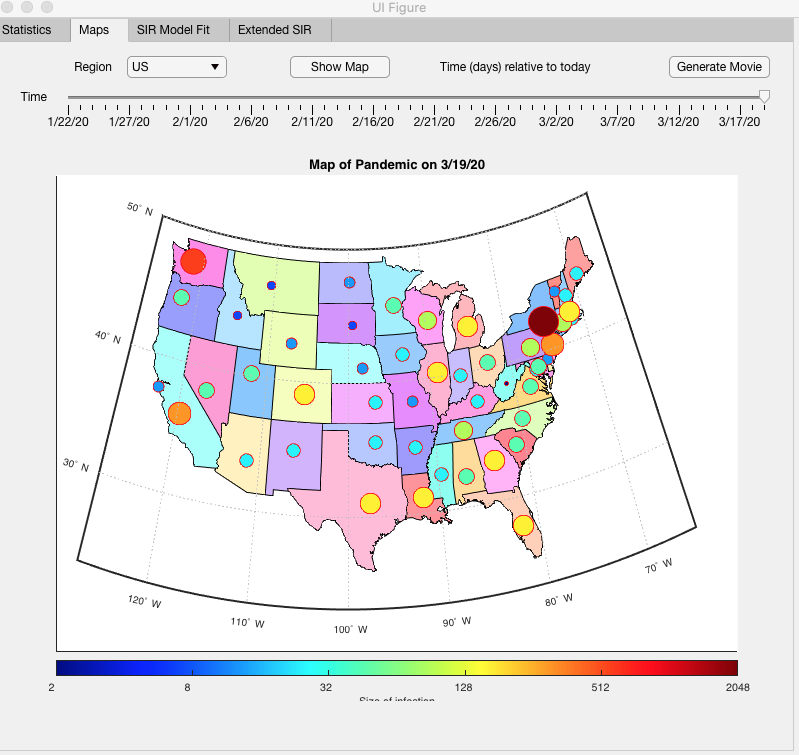 UI Figure
Statistics Maps SIR Model Fit Extended SIR
Region US Show Map Time (days) relative to today Generate Movie
Time
1/22/20 1/27/20 2/1/20 2/6/20 2/11/20 2/16/20 2/21/20 2/26/20 3/2/20 3/7/20 3/12/20 3/17/20
Map of Pandemic on 3/19/20
50° N
40° N
30° N
120° W
110° W
100° W
90° W
80° W
70° W
2 8 32 128 512 2048
Size of infection